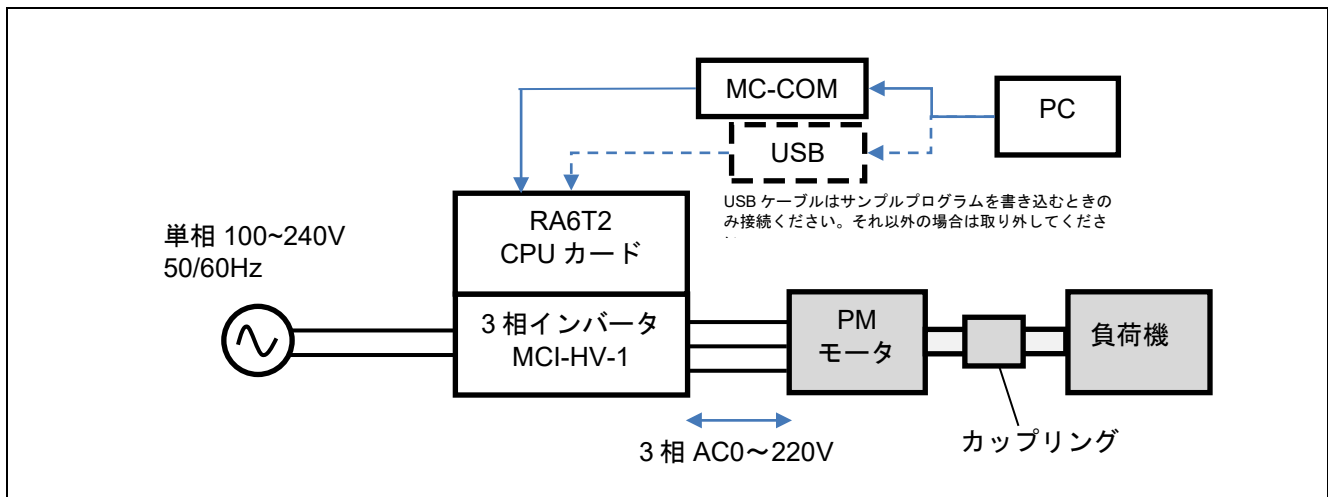 MC-COM
PC
USB
USB ケーブルはサンプルプログラムを書き込むときの
み接続ください。それ以外の場合は取り外してくださ
RA6T2
CPU カード
単相 100~240V
50/60Hz
3 相インバータ
MCI-HV-1
PM
モータ
負荷機
カップリング
3 相 AC0～220V